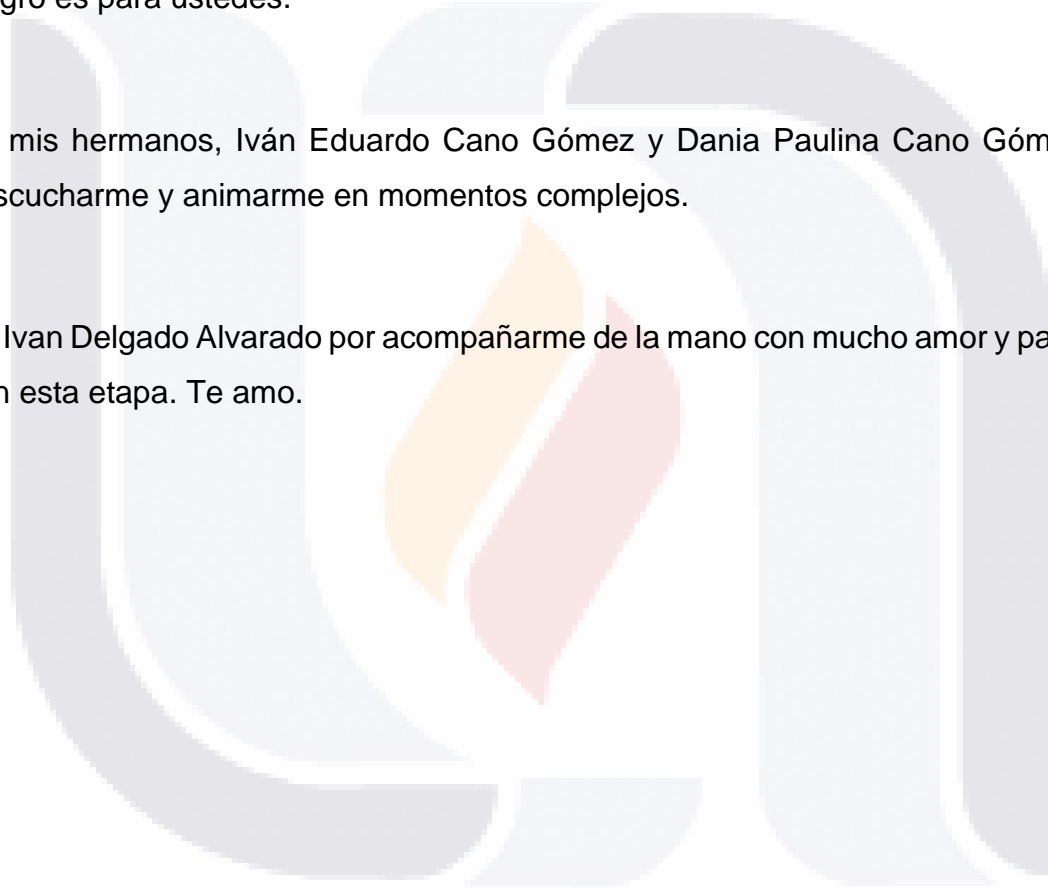 gro es para ustedes.
mis hermanos, Iván Eduardo Cano Gómez y Dania Paulina Cano Góm
scucharme y animarme en momentos complejos.
Ivan Delgado Alvarado por acompañarme de la mano con mucho amor y pa
n esta etapa. Te amo.